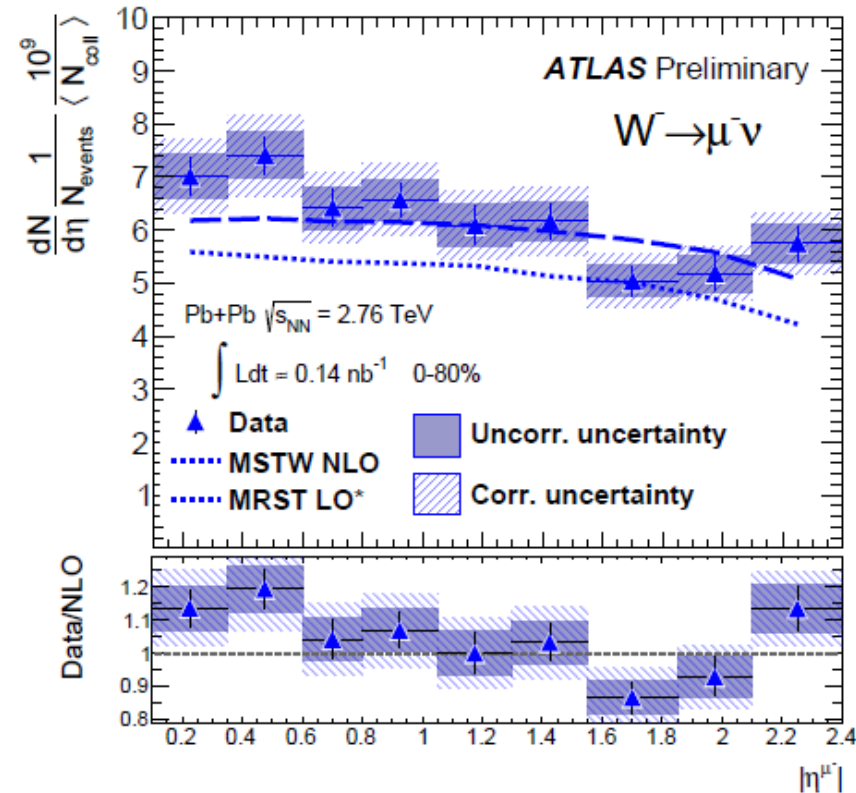 dN/dη 1/N_events 10⁹/⟨N_coll⟩
10
9
8
7
6
5
4
3
2
1
ATLAS Preliminary
W⁻→μ⁻ν
Pb+Pb √s_NN = 2.76 TeV
∫ Ldt = 0.14 nb⁻¹ 0-80%
Data
MSTW NLO
MRST LO*
Uncorr. uncertainty
Corr. uncertainty
Data/NLO
1.2
1.1
1
0.9
0.8
0.2 0.4 0.6 0.8 1 1.2 1.4 1.6 1.8 2 2.2 2.4
|η^μ⁻|